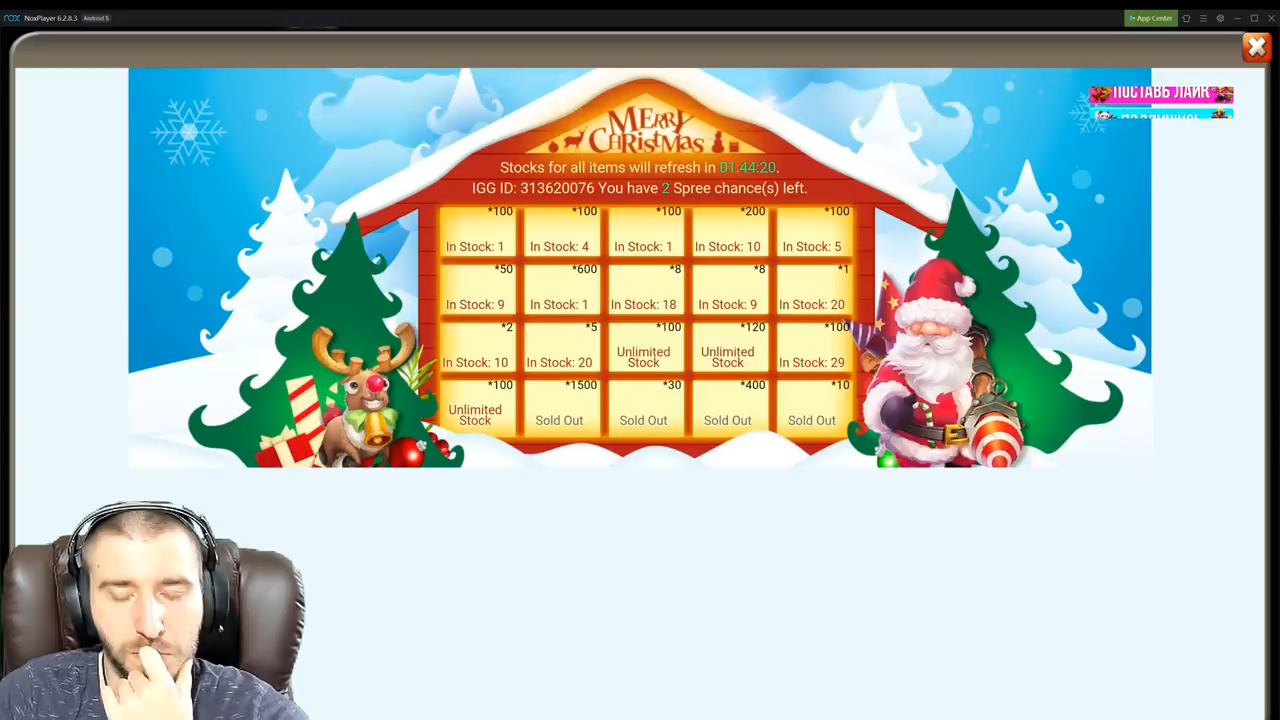 nox NoxPlayer 6.2.8.3 Android 5
App Center
ПОСТАВЬ ЛАЙК
MERRY
CHRISTMAS
Stocks for all items will refresh in 01:44:20.
IGG ID: 313620076 You have 2 Spree chance(s) left.
*100 *100 *100 *200 *100
In Stock: 1 In Stock: 4 In Stock: 1 In Stock: 10 In Stock: 5
*50 *600 *8 *8 *1
In Stock: 9 In Stock: 1 In Stock: 18 In Stock: 9 In Stock: 20
*2 *5 *100 *120 *100
In Stock: 10 In Stock: 20 Unlimited Stock Unlimited Stock In Stock: 29
*100 *1500 *30 *400 *10
Unlimited Stock Sold Out Sold Out Sold Out Sold Out